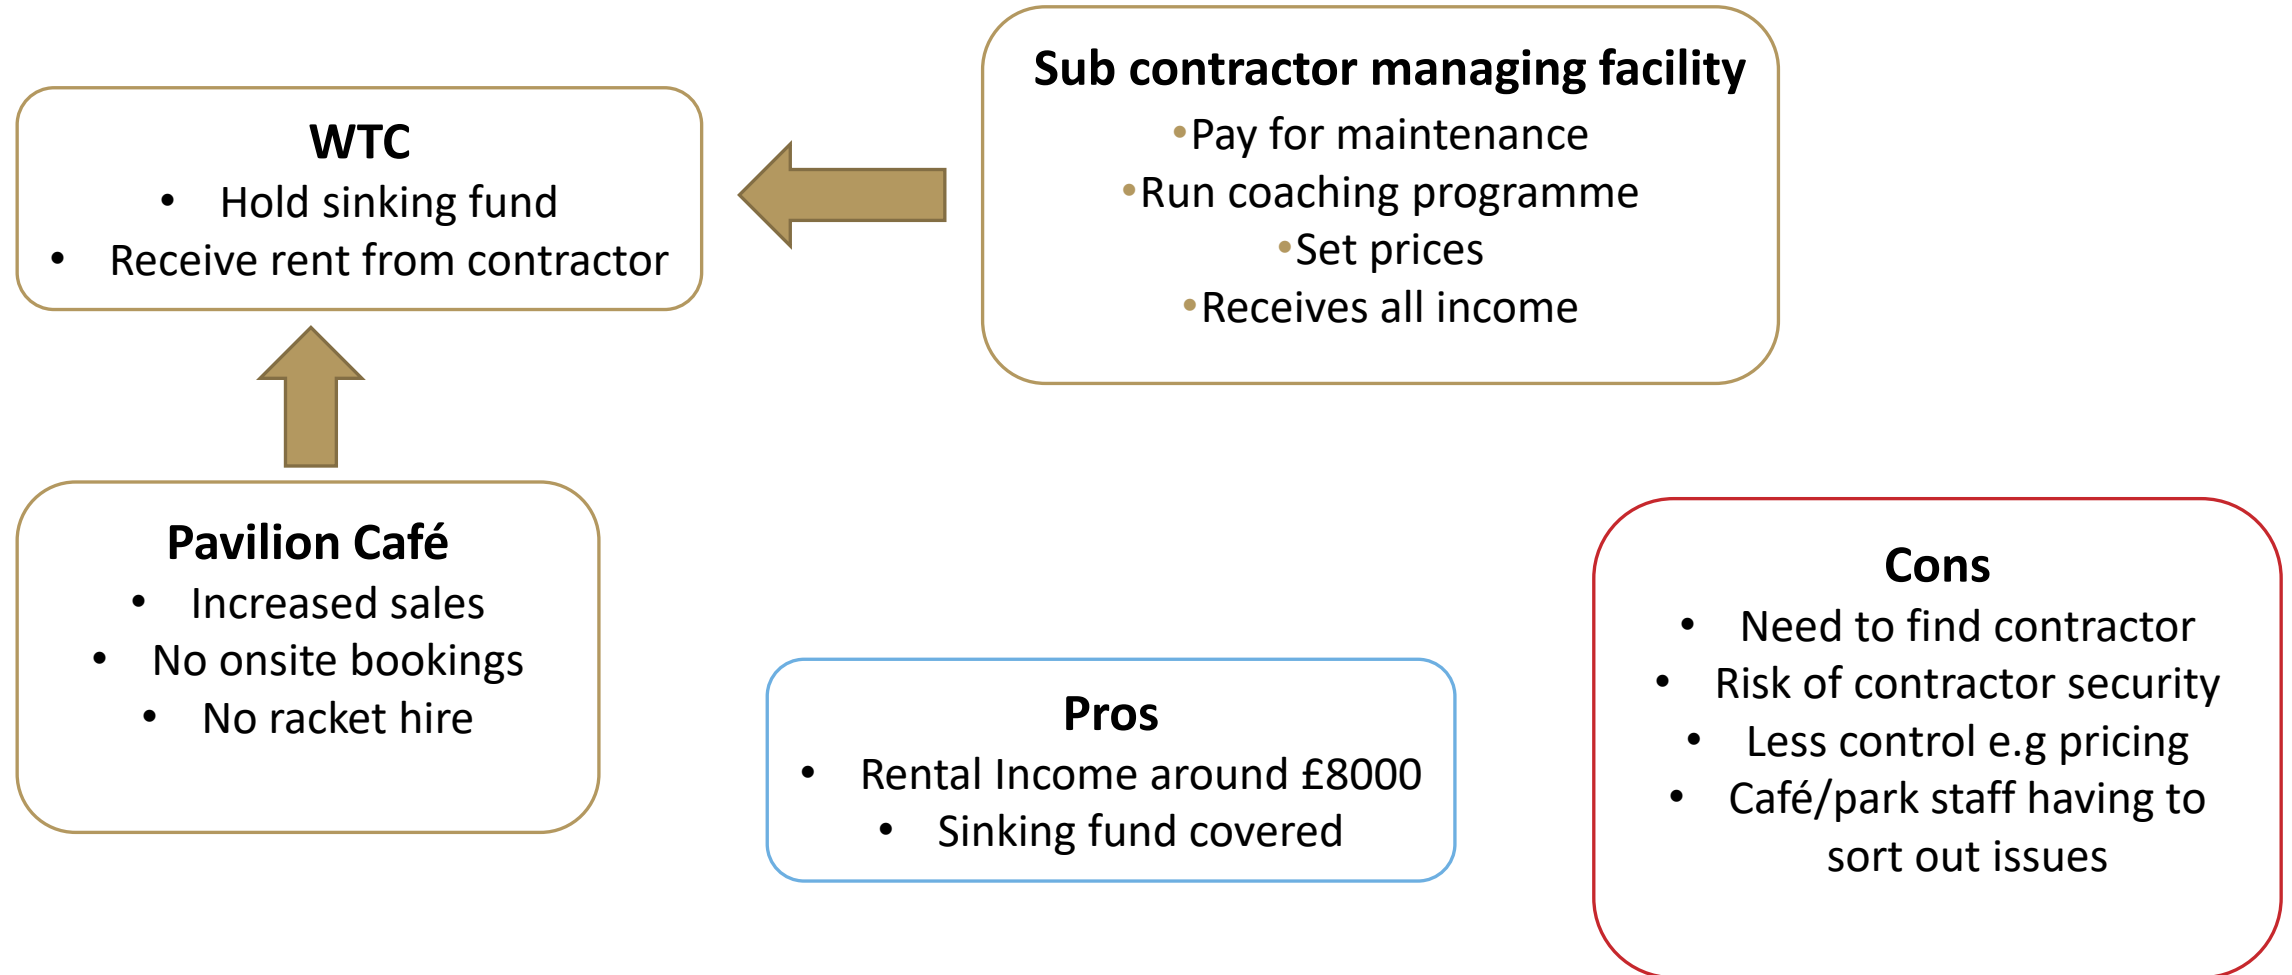 WTC
• Hold sinking fund
• Receive rent from contractor
Sub contractor managing facility
•Pay for maintenance
•Run coaching programme
•Set prices
•Receives all income
Pavilion Café
• Increased sales
• No onsite bookings
• No racket hire
Pros
• Rental Income around £8000
• Sinking fund covered
Cons
• Need to find contractor
• Risk of contractor security
• Less control e.g pricing
• Café/park staff having to
sort out issues